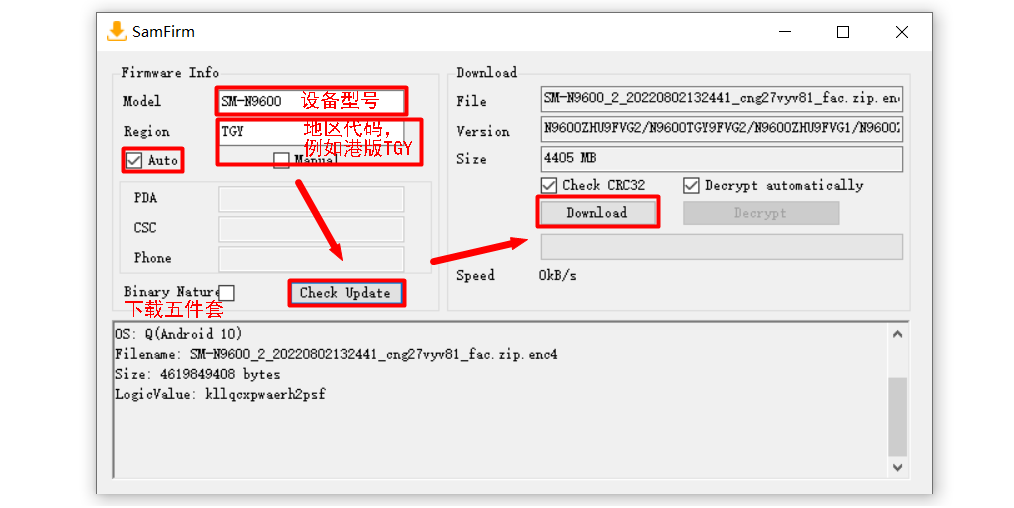 SamFirm
Firmware Info
Model
SM-N9600
设备型号
Region
TGY
地区代码，
例如港版TGY
Auto
Manual
PDA
CSC
Phone
Binary Nature
下载五件套
Check Update
Download
File
SM-N9600_2_20220802132441_cng27vyv81_fac.zip.enc
Version
N9600ZHU9FVG2/N9600TGY9FVG2/N9600ZHU9FVG1/N9600Z
Size
4405 MB
Check CRC32
Decrypt automatically
Download
Decrypt
Speed
0kB/s
OS: Q(Android 10)
Filename: SM-N9600_2_20220802132441_cng27vyv81_fac.zip.enc4
Size: 4619849408 bytes
LogicValue: kllqcxpwaerh2psf